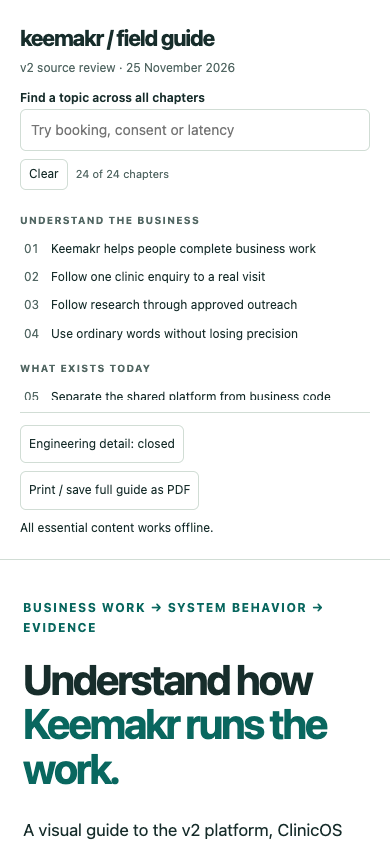 keemakr / field guide
v2 source review · 25 November 2026
Find a topic across all chapters
Try booking, consent or latency
Clear
24 of 24 chapters
UNDERSTAND THE BUSINESS
01 Keemakr helps people complete business work
02 Follow one clinic enquiry to a real visit
03 Follow research through approved outreach
04 Use ordinary words without losing precision
WHAT EXISTS TODAY
05 Separate the shared platform from business code
Engineering detail: closed
Print / save full guide as PDF
All essential content works offline.
BUSINESS WORK → SYSTEM BEHAVIOR →
EVIDENCE
Understand how
Keemakr runs the
work.
A visual guide to the v2 platform, ClinicOS